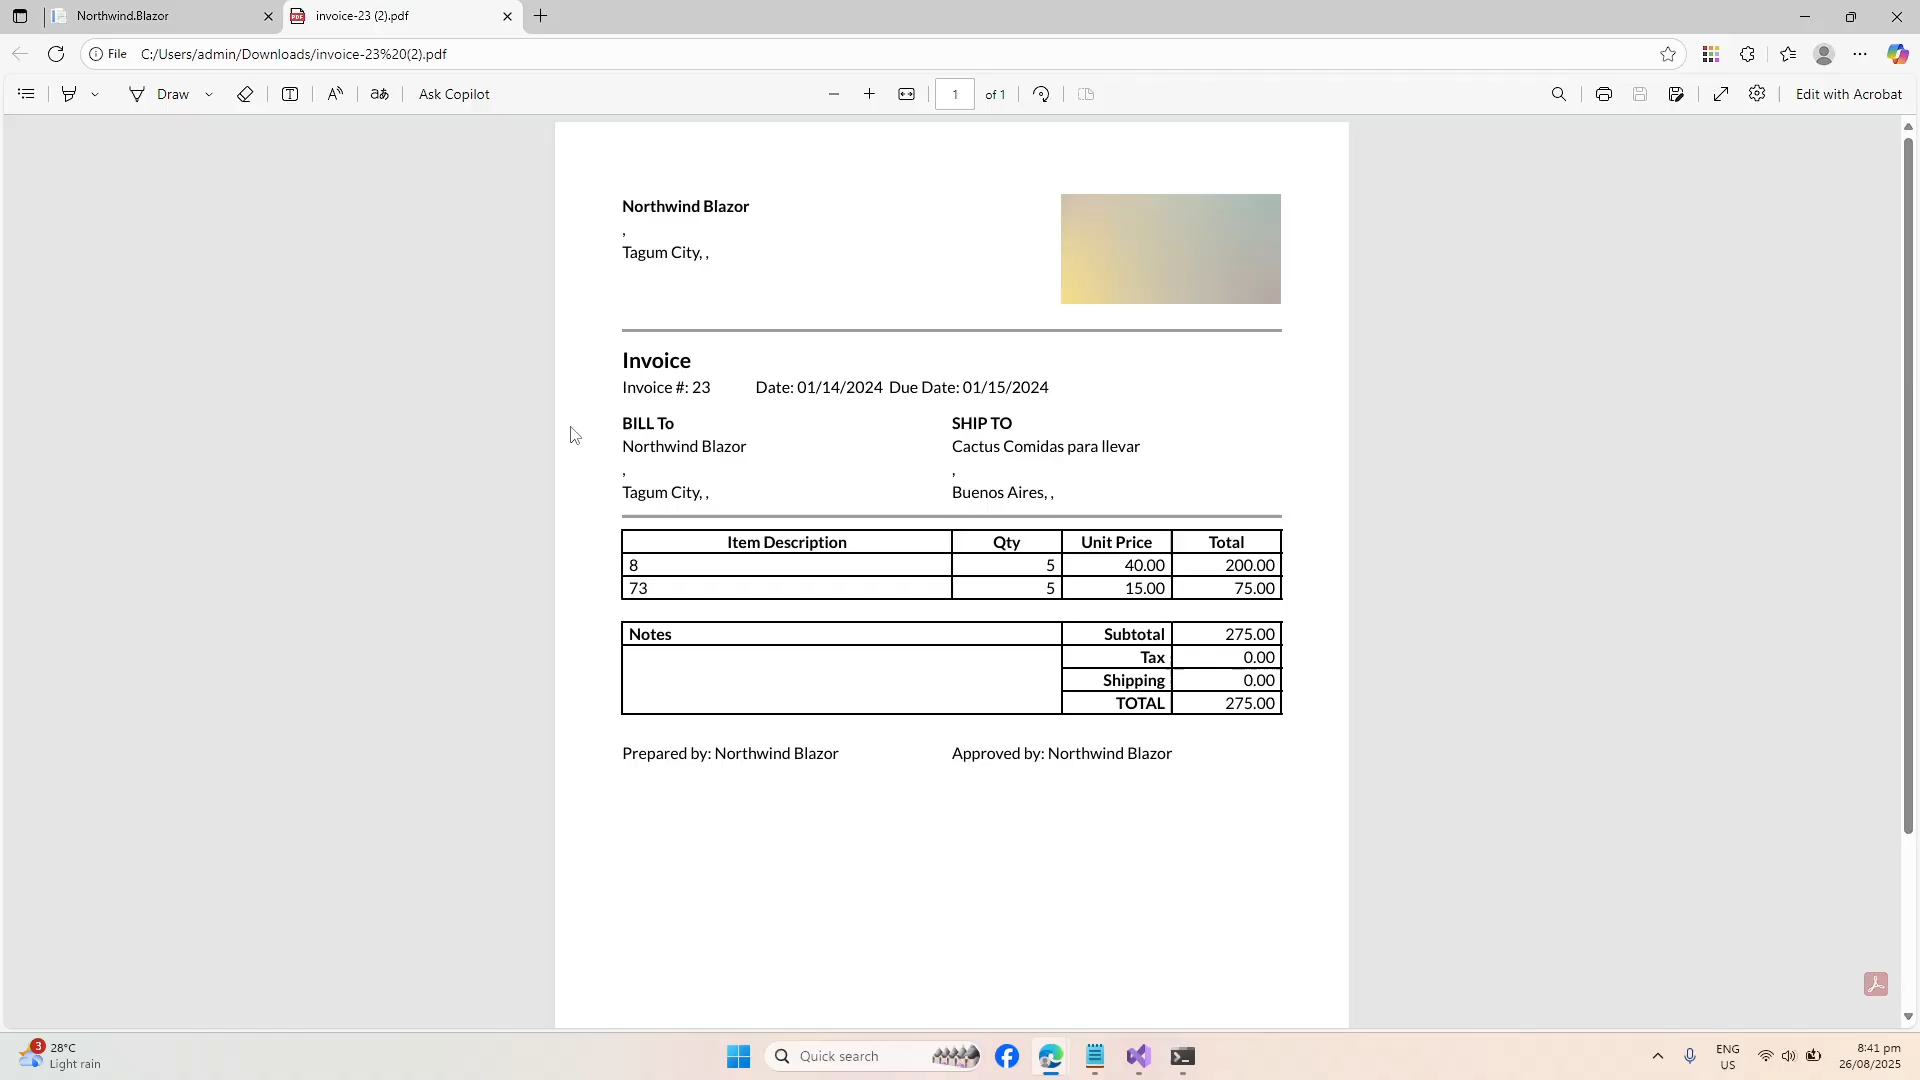 Northwind.Blazor
invoice-23 (2).pdf
File C:/Users/admin/Downloads/invoice-23%20(2).pdf
Draw
Ask Copilot
1 of 1
Edit with Acrobat
Northwind Blazor
,
Tagum City, ,
Invoice
Invoice #: 23 Date: 01/14/2024 Due Date: 01/15/2024
BILL To SHIP TO
Northwind Blazor Cactus Comidas para llevar
, ,
Tagum City, , Buenos Aires, ,
Item Description Qty Unit Price Total
8 5 40.00 200.00
73 5 15.00 75.00
Notes Subtotal 275.00
Tax 0.00
Shipping 0.00
TOTAL 275.00
Prepared by: Northwind Blazor Approved by: Northwind Blazor
3
28°C
Light rain
Quick search
ENG
US
8:41 pm
26/08/2025